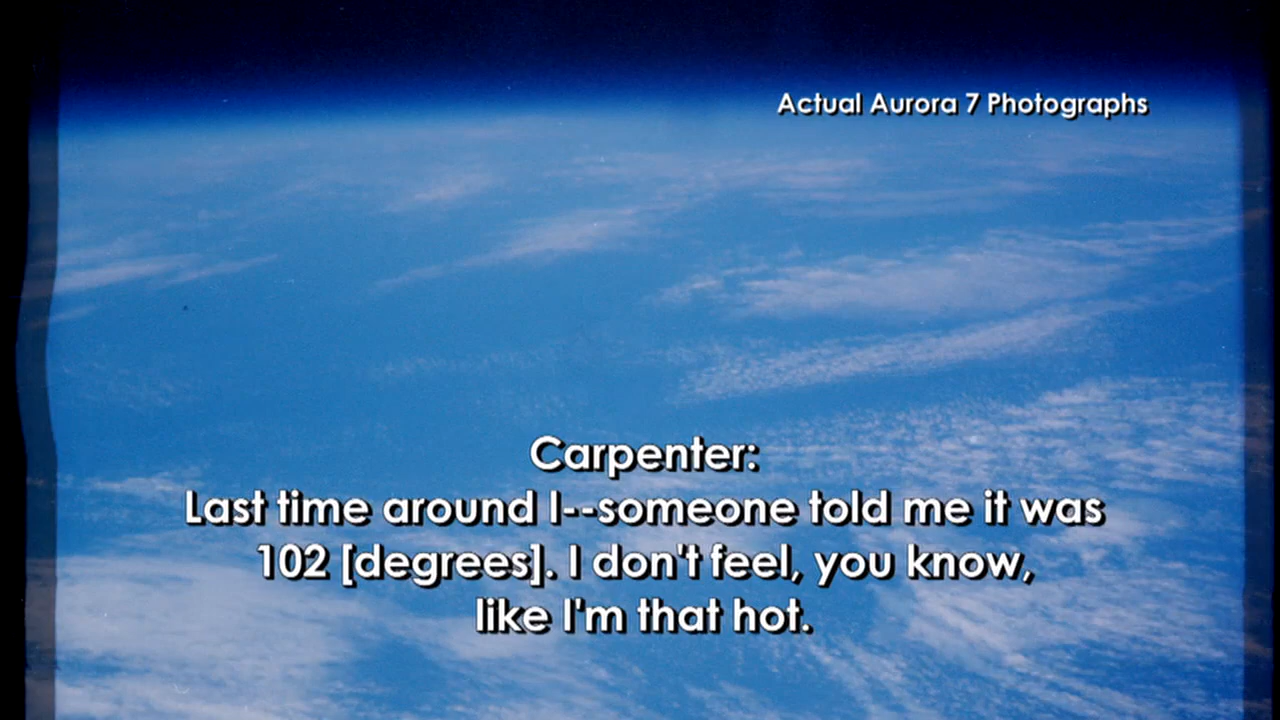 Actual Aurora 7 Photographs
Carpenter:
Last time around I--someone told me it was
102 [degrees]. I don't feel, you know,
like I'm that hot.